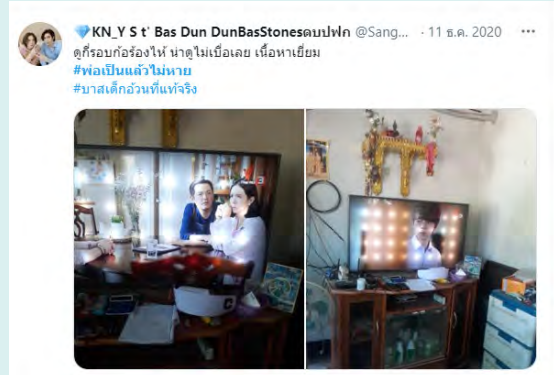 💎KN_Y S t' Bas Dun DunBasStonesดบปฟก @Sang... · 11 ธ.ค. 2020 ...
ดูกี่รอบก้อร้องไห้ น่าดูไม่เบื่อเลย เนื้อหาเยี่ยม
#พ่อเป็นแล้วไม่หาย
#บาสเด็กอ้วนที่แท้จริง
3
C